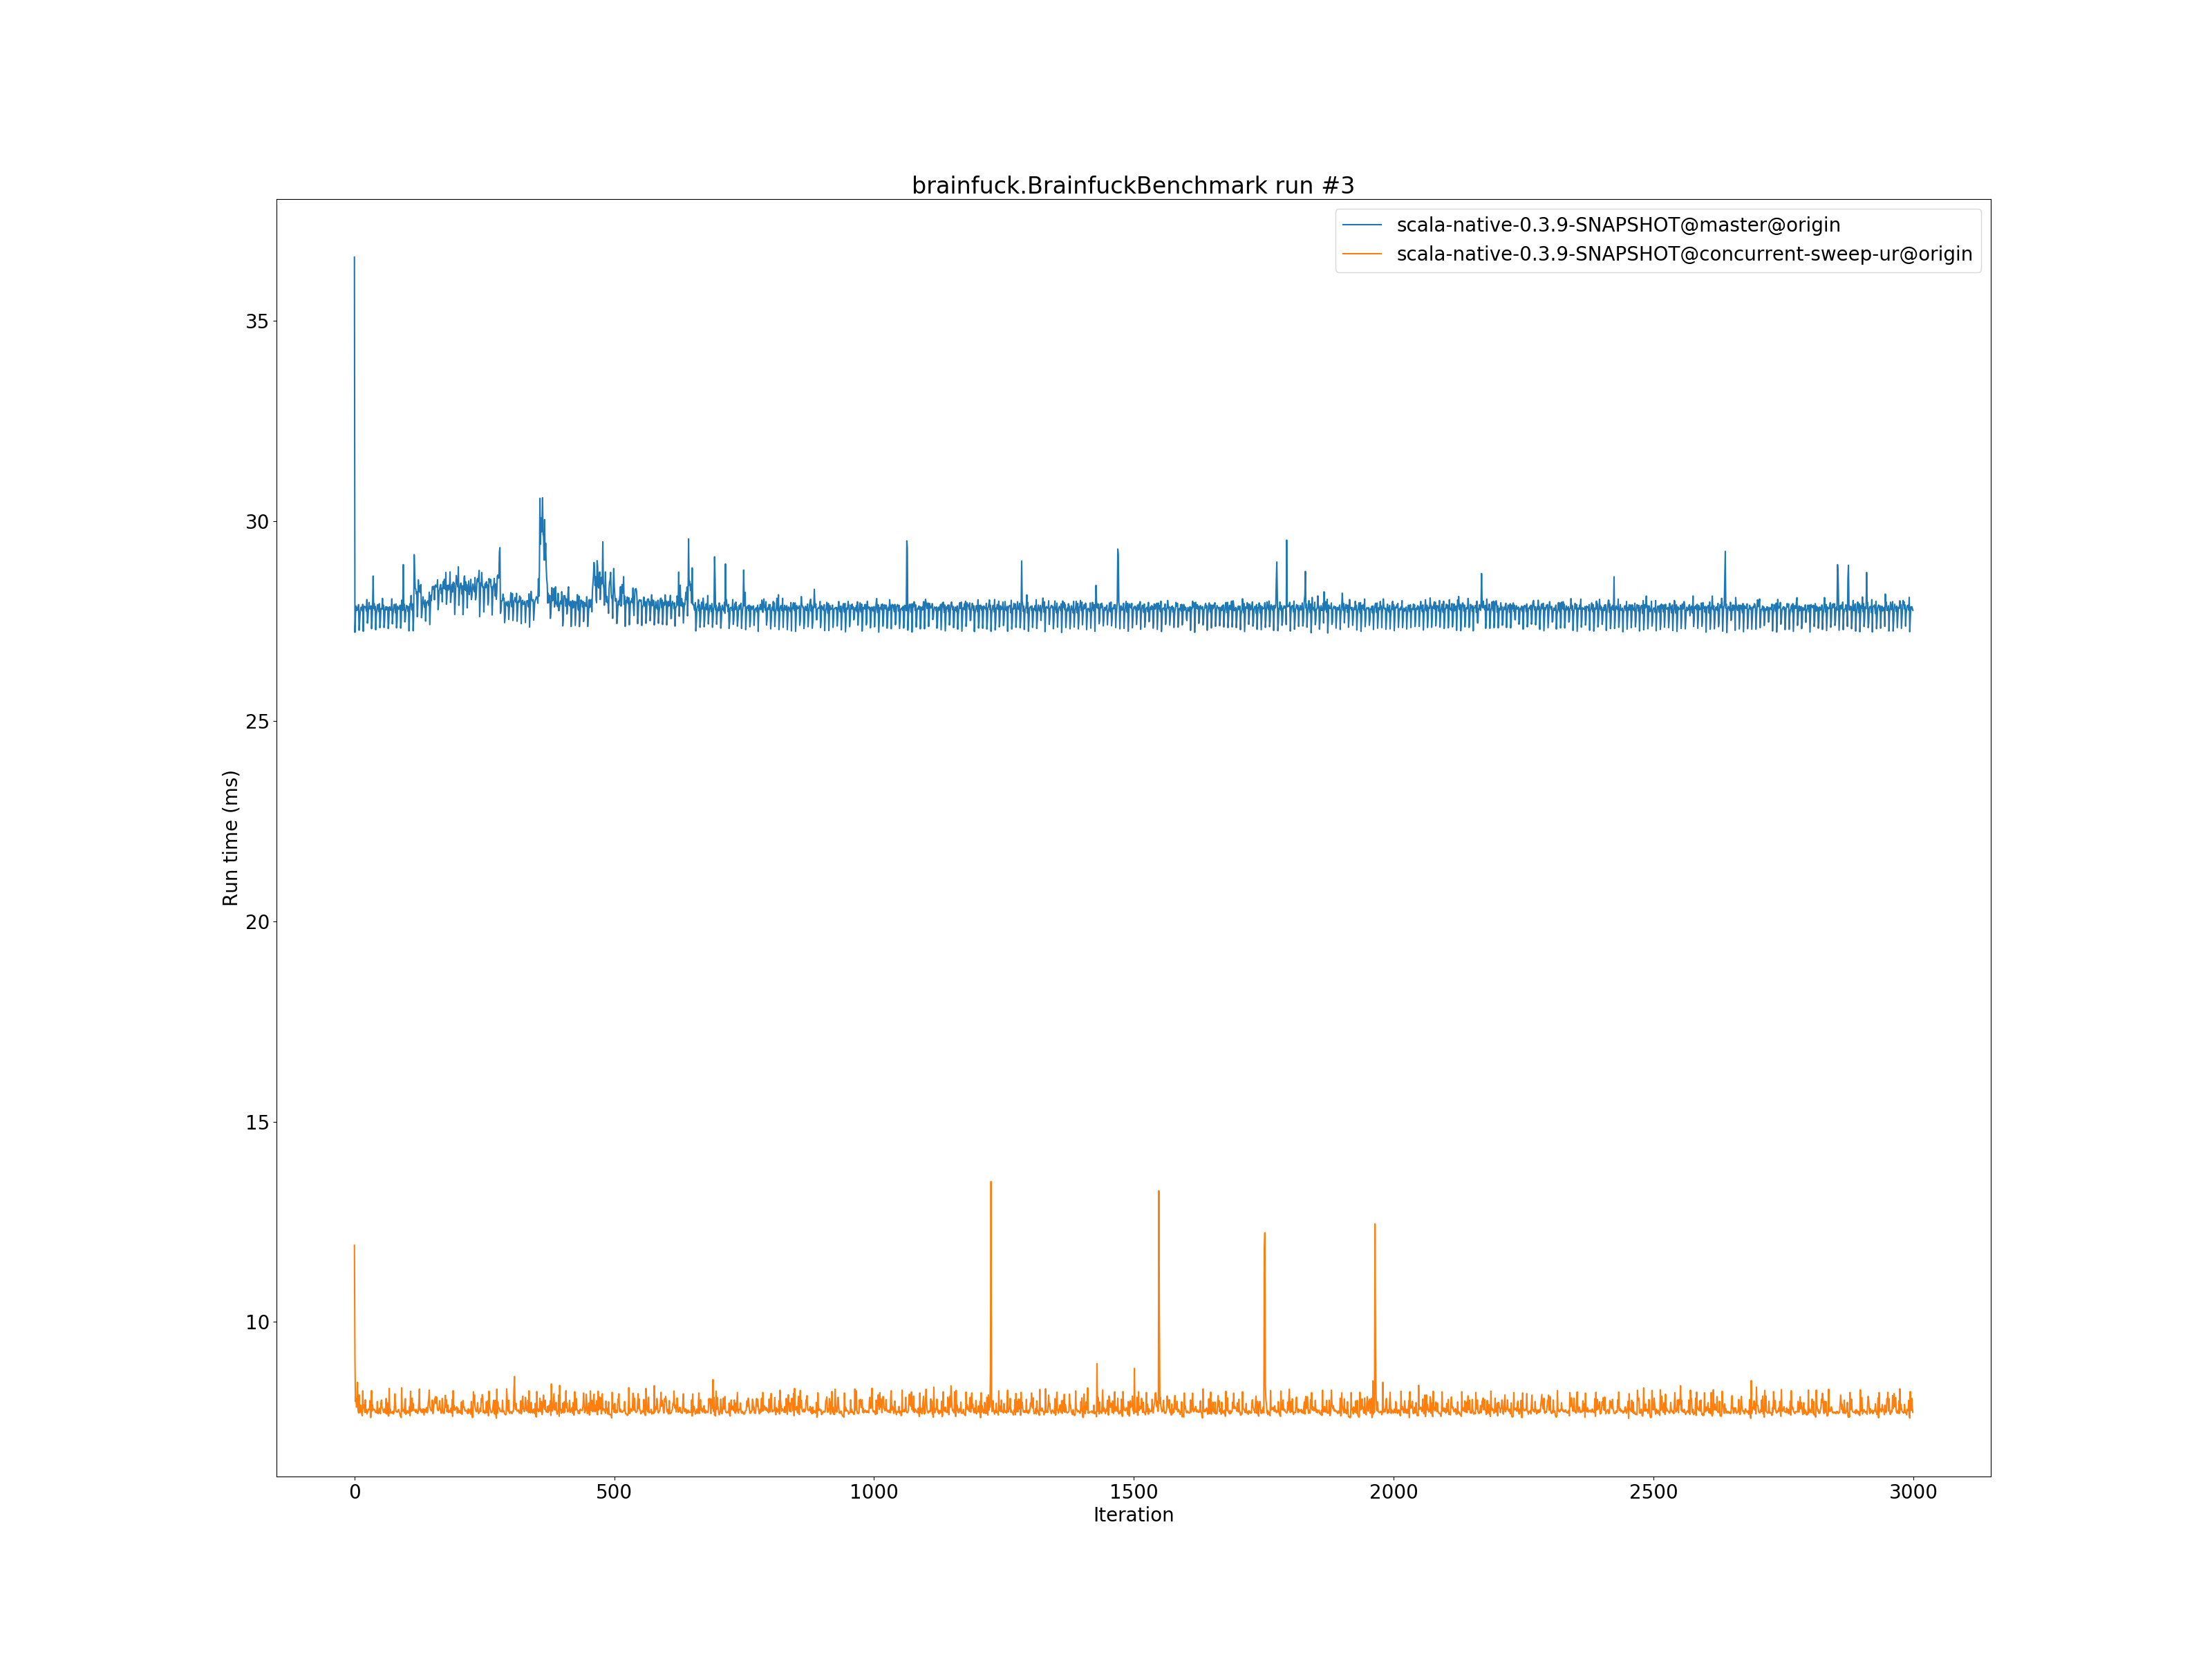 brainfuck.BrainfuckBenchmark run #3
scala-native-0.3.9-SNAPSHOT@master@origin
scala-native-0.3.9-SNAPSHOT@concurrent-sweep-ur@origin
35
30
25
20
15
10
Run time (ms)
0 500 1000 1500 2000 2500 3000
Iteration